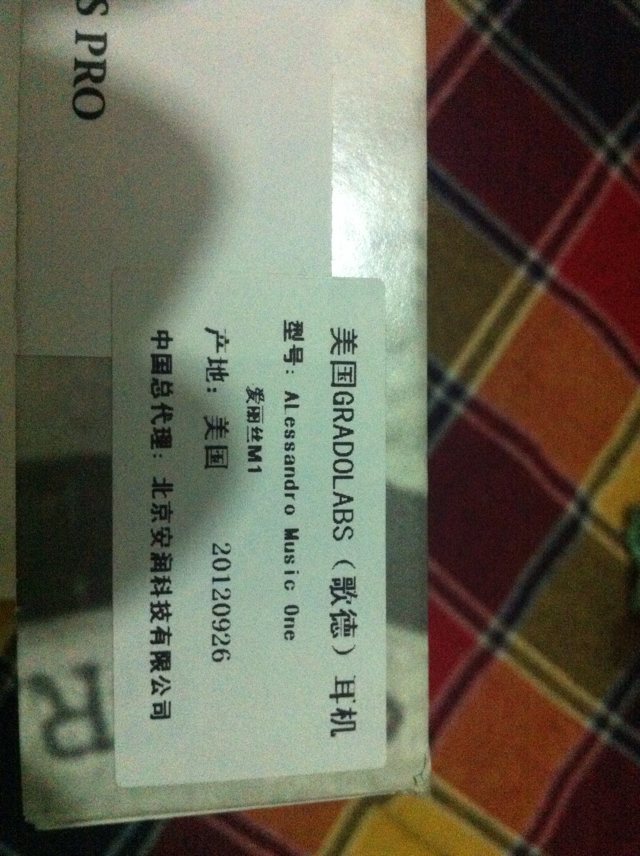 S PRO
美国GRADOLABS（歌德）耳机
型号：ALessandro Music One
爱丽丝M1
产地：美国 20120926
中国总代理：北京安润科技有限公司
R